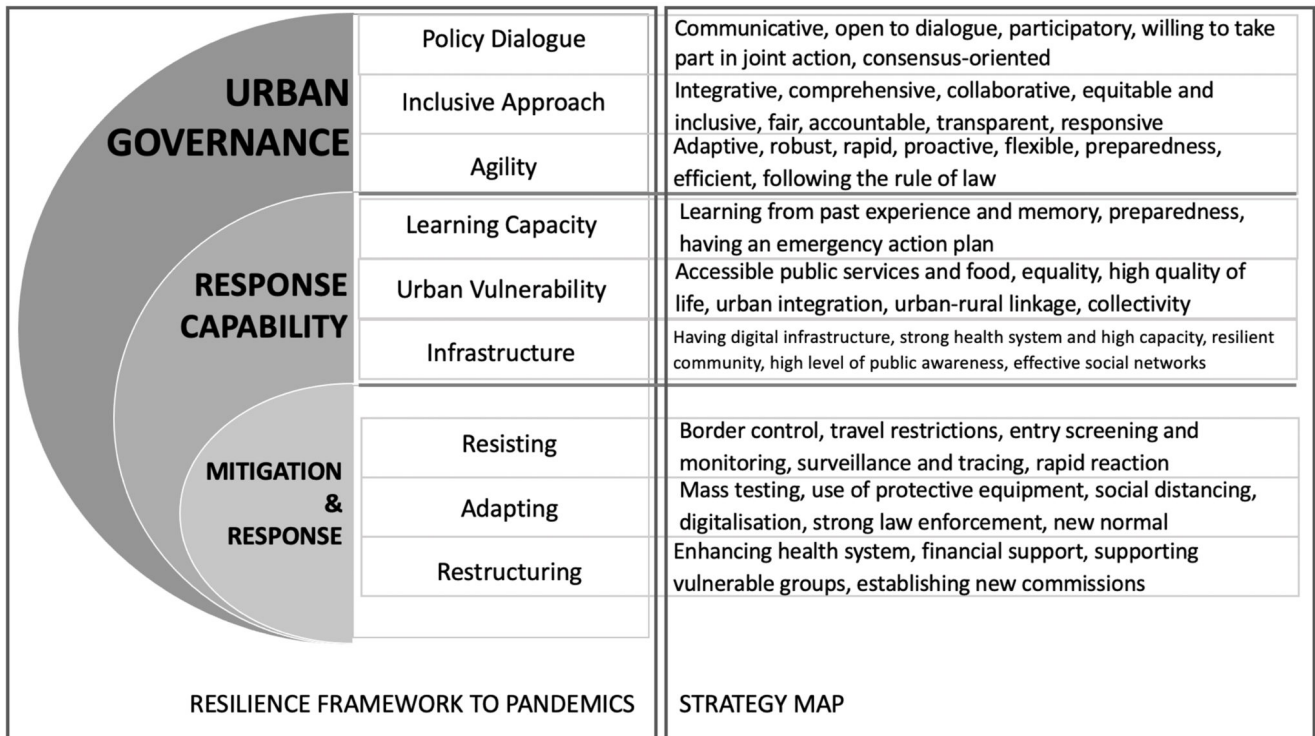 URBAN
GOVERNANCE
Policy Dialogue
Communicative, open to dialogue, participatory, willing to take
part in joint action, consensus-oriented
Inclusive Approach
Integrative, comprehensive, collaborative, equitable and
inclusive, fair, accountable, transparent, responsive
Agility
Adaptive, robust, rapid, proactive, flexible, preparedness,
efficient, following the rule of law
RESPONSE
CAPABILITY
Learning Capacity
Learning from past experience and memory, preparedness,
having an emergency action plan
Urban Vulnerability
Accessible public services and food, equality, high quality of
life, urban integration, urban-rural linkage, collectivity
Infrastructure
Having digital infrastructure, strong health system and high capacity, resilient
community, high level of public awareness, effective social networks
MITIGATION
&
RESPONSE
Resisting
Border control, travel restrictions, entry screening and
monitoring, surveillance and tracing, rapid reaction
Adapting
Mass testing, use of protective equipment, social distancing,
digitalisation, strong law enforcement, new normal
Restructuring
Enhancing health system, financial support, supporting
vulnerable groups, establishing new commissions
RESILIENCE FRAMEWORK TO PANDEMICS
STRATEGY MAP